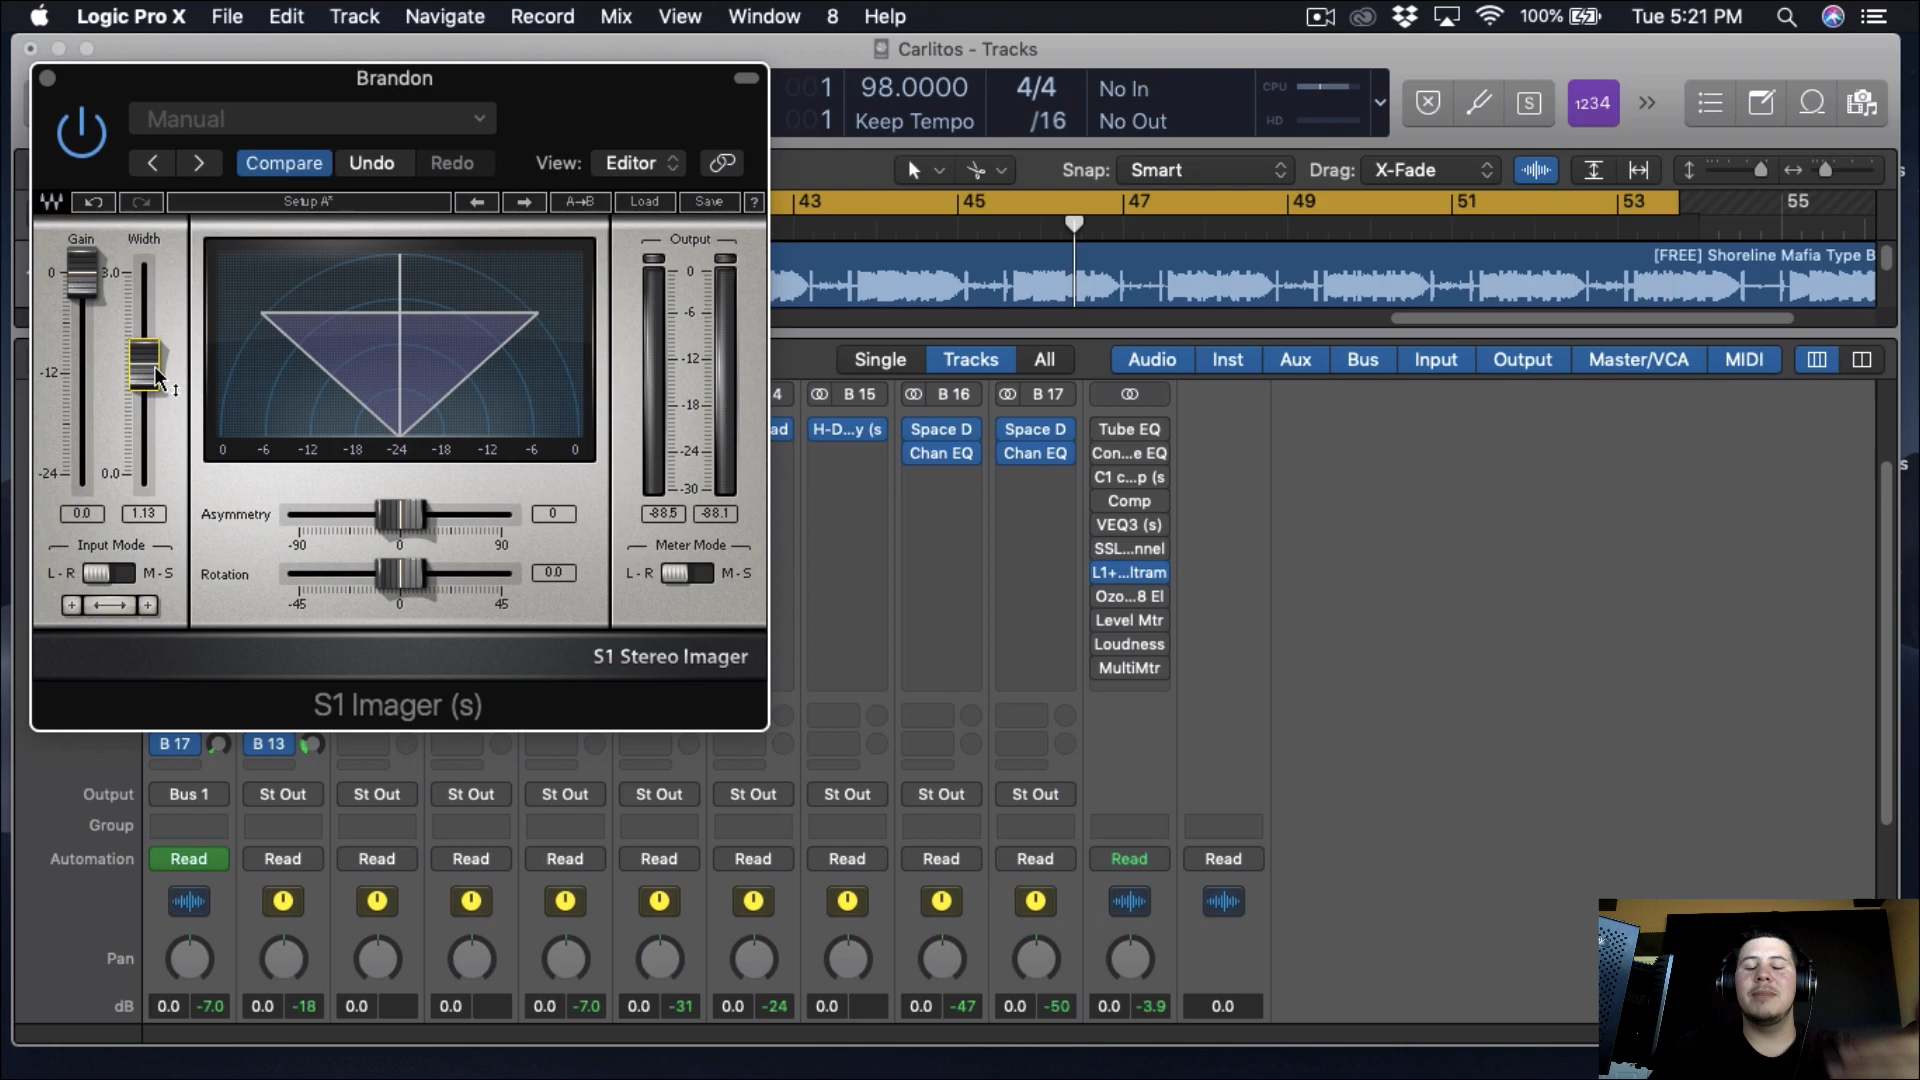 Logic Pro X File Edit Track Navigate Record Mix View Window 8 Help 100% Tue 5:21 PM
Carlitos - Tracks
Brandon
Manual
001 98.0000 4/4 No In CPU
001 Keep Tempo /16 No Out HD
S 1234
Compare Undo Redo View: Editor
Snap: Smart Drag: X-Fade
Setup A* A→B Load Save ?
43 45 47 49 51 53 55
[FREE] Shoreline Mafia Type B
Gain Width Output
0 3.0
-12
-24 0.0
0 -6 -12 -18 -24 -18 -12 -6 0
0
-6
-12
-18
-24
-30
0.0 1.13
Asymmetry 0
-90 0 90
-88.5 -88.1
Input Mode
L - R M - S
Rotation 0.0
-45 0 45
Meter Mode
L - R M - S
S1 Stereo Imager
S1 Imager (s)
Single Tracks All Audio Inst Aux Bus Input Output Master/VCA MIDI
4 B 15 B 16 B 17
ad H-D...y (s Space D Space D Tube EQ
Chan EQ Chan EQ Con...e EQ
C1 c...p (s
Comp
VEQ3 (s)
SSL...nnel
L1+...ltram
Ozo...8 El
Level Mtr
Loudness
MultiMtr
B 17 B 13
Output Bus 1 St Out St Out St Out St Out St Out St Out St Out St Out St Out
Group
Automation Read Read Read Read Read Read Read Read Read Read Read Read
Pan
dB 0.0 -7.0 0.0 -18 0.0 0.0 0.0 -7.0 0.0 -31 0.0 -24 0.0 0.0 -47 0.0 -50 0.0 -3.9 0.0